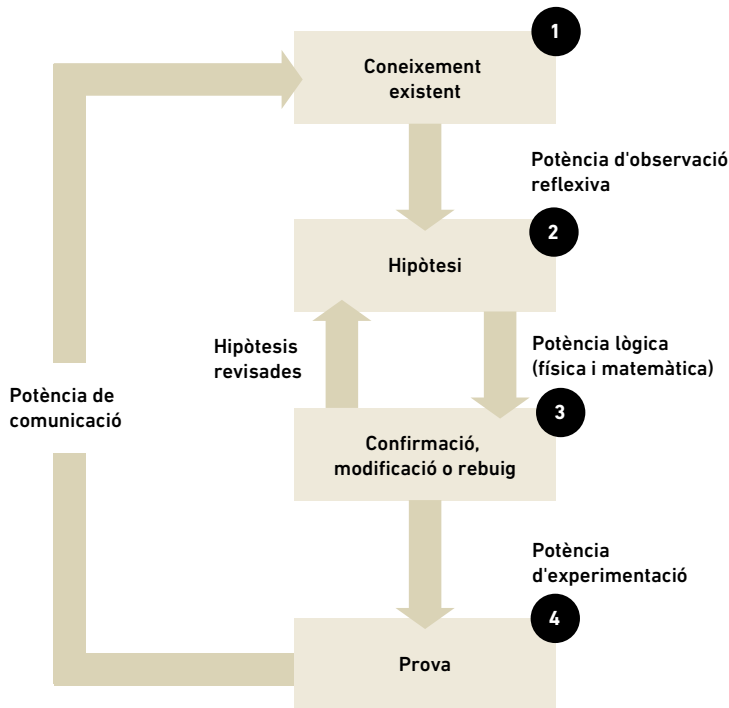 1
Coneixement
existent
Potència d'observació
reflexiva
2
Hipòtesi
Hipòtesis
revisades
Potència lògica
(física i matemàtica)
Potència de
comunicació
3
Confirmació,
modificació o rebuig
Potència
d'experimentació
4
Prova